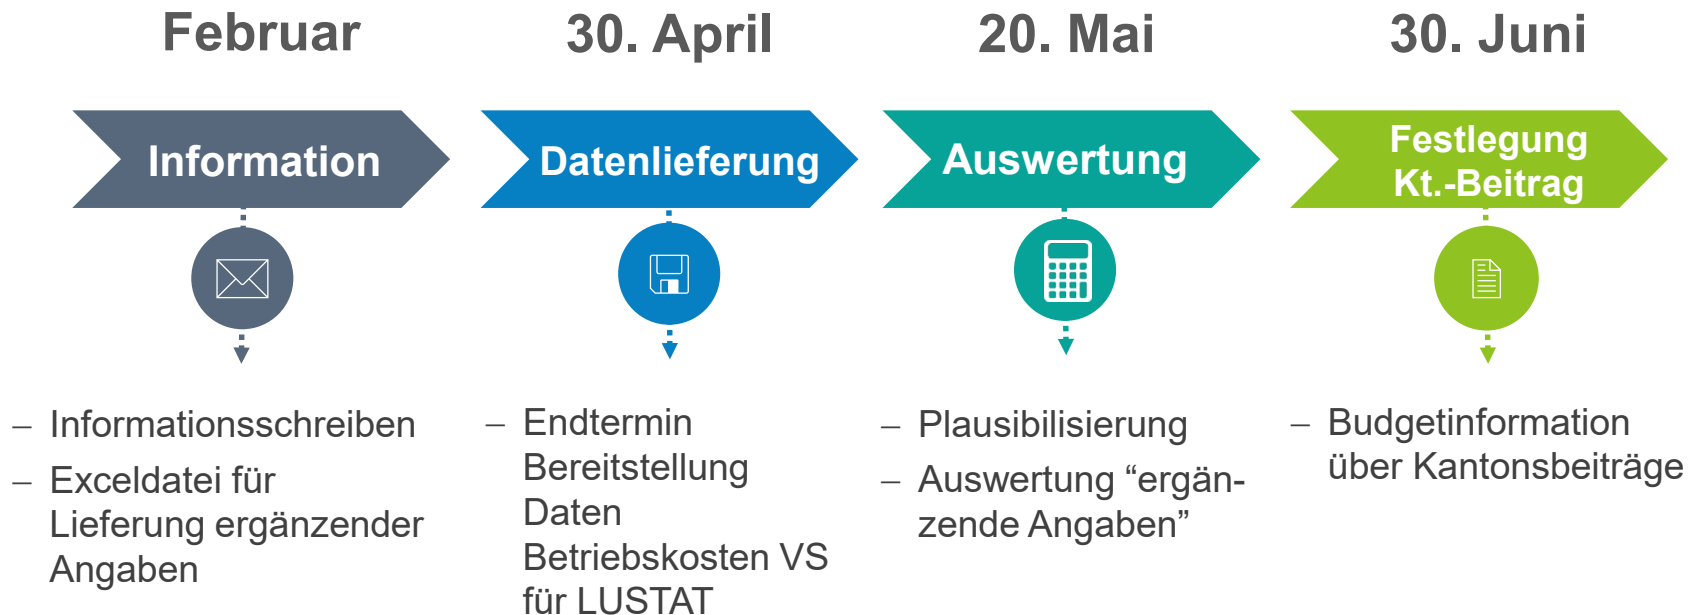 Februar
30. April
20. Mai
30. Juni
Information
Datenlieferung
Auswertung
Festlegung
Kt.-Beitrag
– Informationsschreiben
– Exceldatei für
Lieferung ergänzender
Angaben
– Endtermin
Bereitstellung
Daten
Betriebskosten VS
für LUSTAT
– Plausibilisierung
– Auswertung “ergän-
zende Angaben”
– Budgetinformation
über Kantonsbeiträge